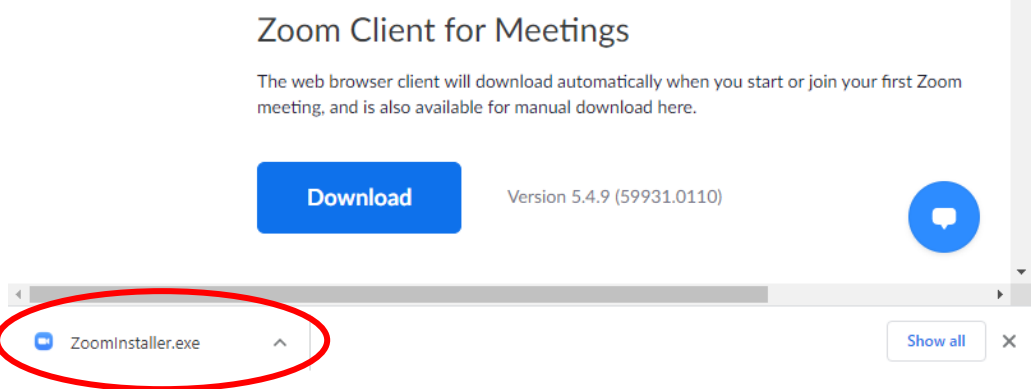 Zoom Client for Meetings
The web browser client will download automatically when you start or join your first Zoom
meeting, and is also available for manual download here.
Download Version 5.4.9 (59931.0110)
ZoomInstaller.exe Show all